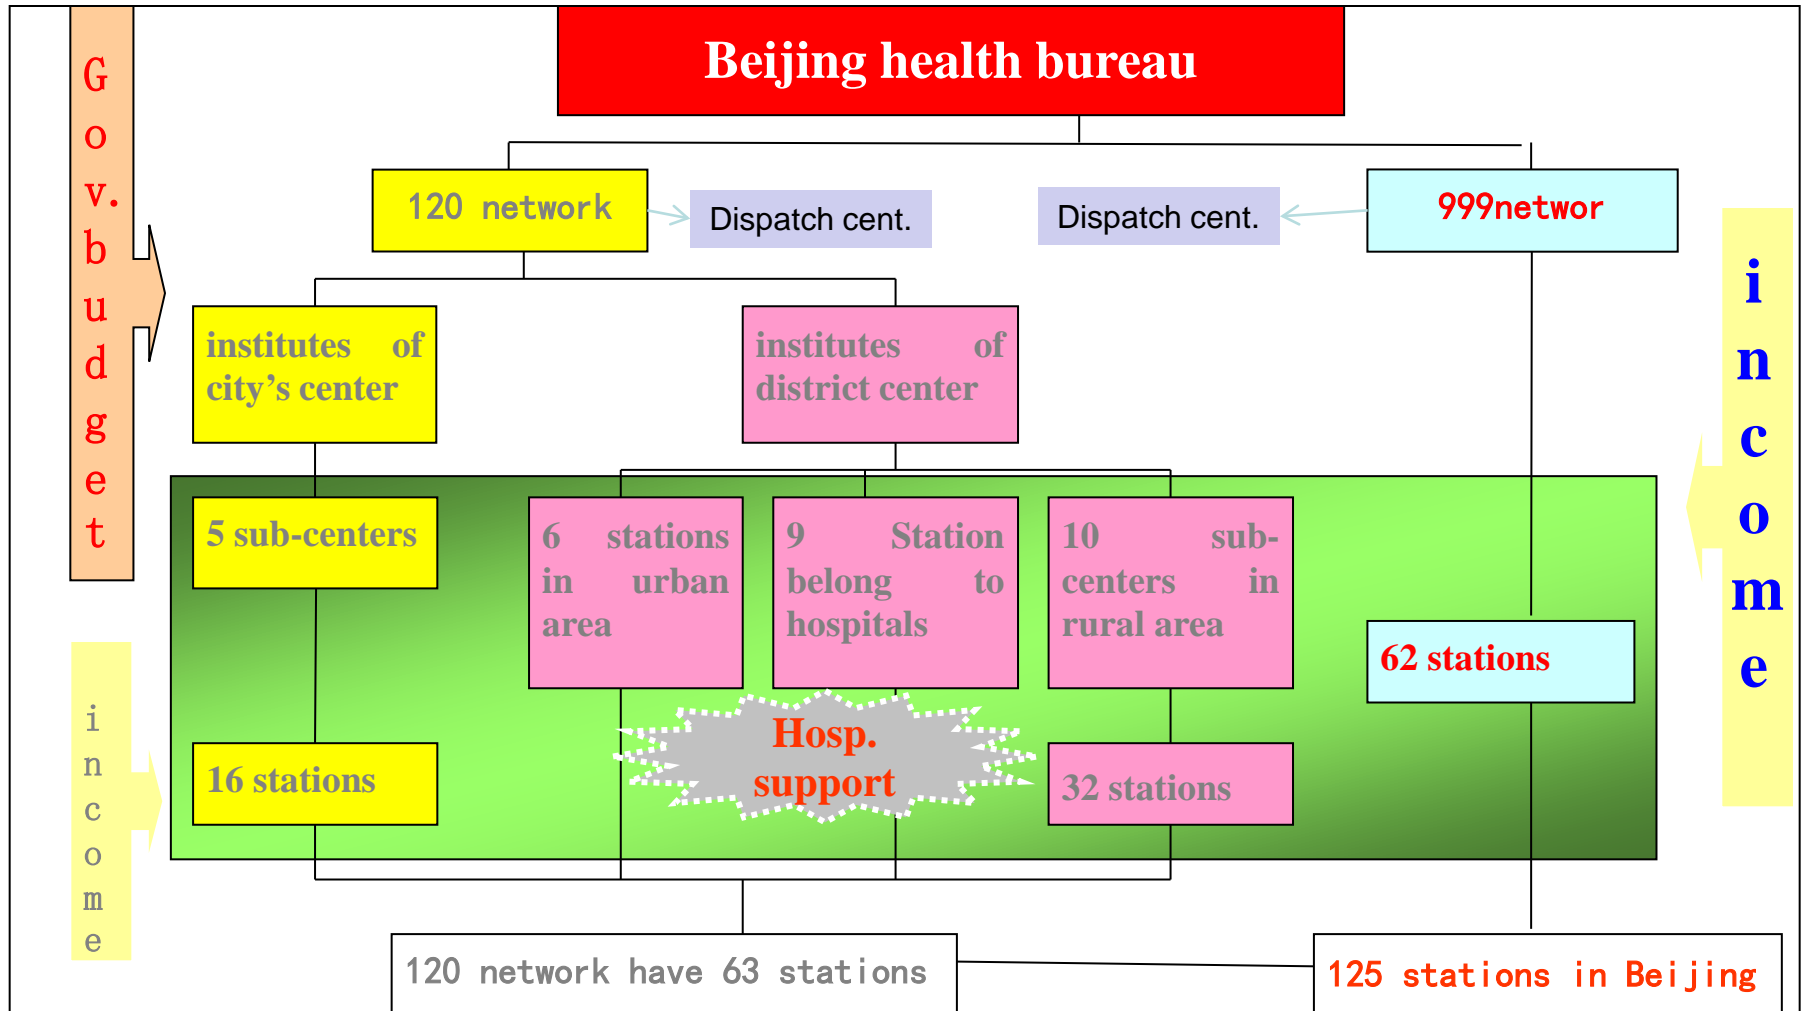 Beijing health bureau
Gov. budget
120 network
Dispatch cent.
Dispatch cent.
999networ
income
institutes of
city’s center
institutes of
district center
5 sub-centers
6 stations
in urban
area
9 Station
belong to
hospitals
10 sub-
centers in
rural area
62 stations
Hosp.
support
16 stations
32 stations
income
120 network have 63 stations
125 stations in Beijing